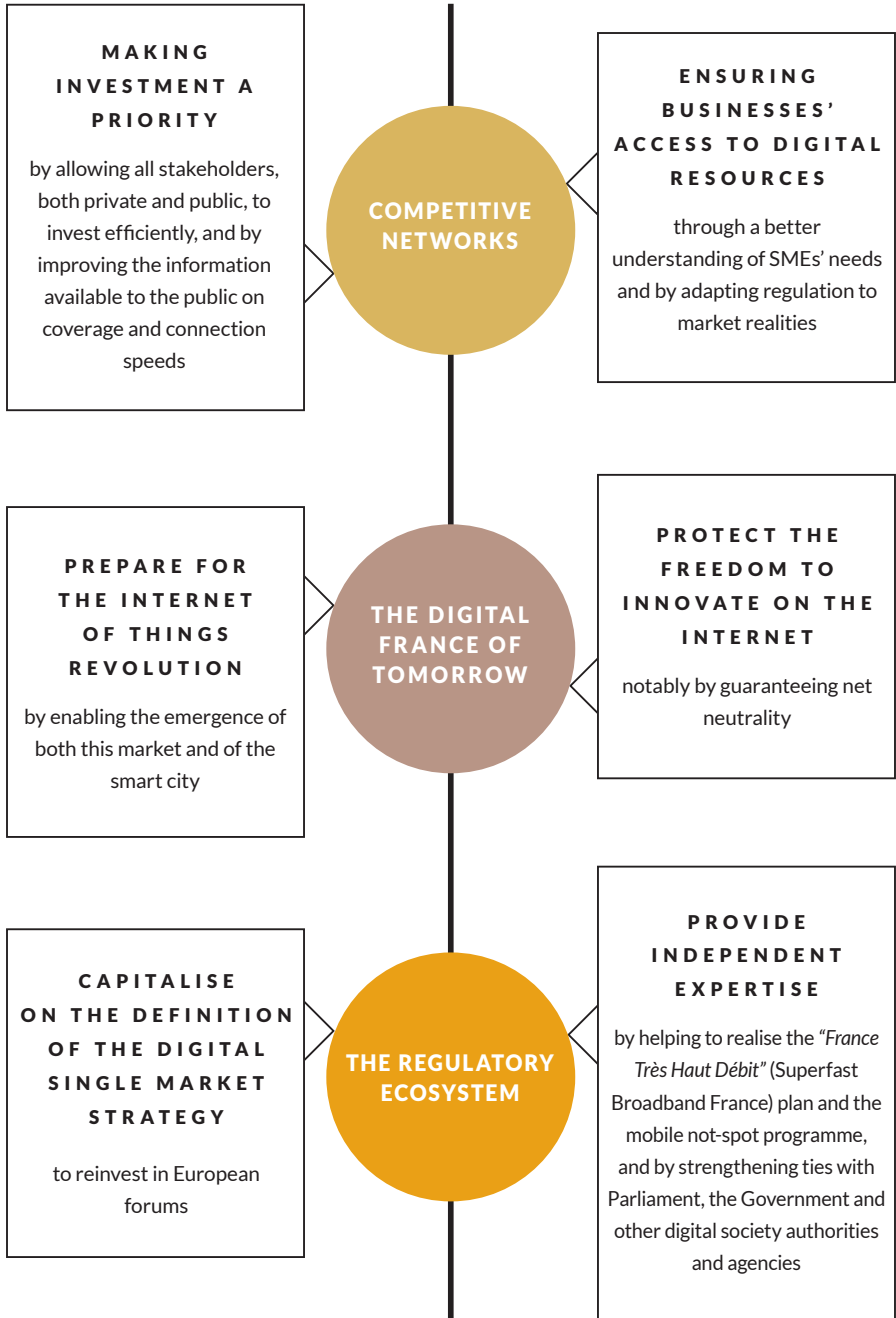 MAKING
INVESTMENT A
PRIORITY
by allowing all stakeholders,
both private and public, to
invest efficiently, and by
improving the information
available to the public on
coverage and connection
speeds
COMPETITIVE
NETWORKS
ENSURING
BUSINESSES’
ACCESS TO DIGITAL
RESOURCES
through a better
understanding of SMEs’ needs
and by adapting regulation to
market realities
PREPARE FOR
THE INTERNET
OF THINGS
REVOLUTION
by enabling the emergence of
both this market and of the
smart city
THE DIGITAL
FRANCE OF
TOMORROW
PROTECT THE
FREEDOM TO
INNOVATE ON THE
INTERNET
notably by guaranteeing net
neutrality
CAPITALISE
ON THE DEFINITION
OF THE DIGITAL
SINGLE MARKET
STRATEGY
to reinvest in European
forums
THE REGULATORY
ECOSYSTEM
PROVIDE
INDEPENDENT
EXPERTISE
by helping to realise the “France
Très Haut Débit” (Superfast
Broadband France) plan and the
mobile not-spot programme,
and by strengthening ties with
Parliament, the Government and
other digital society authorities
and agencies